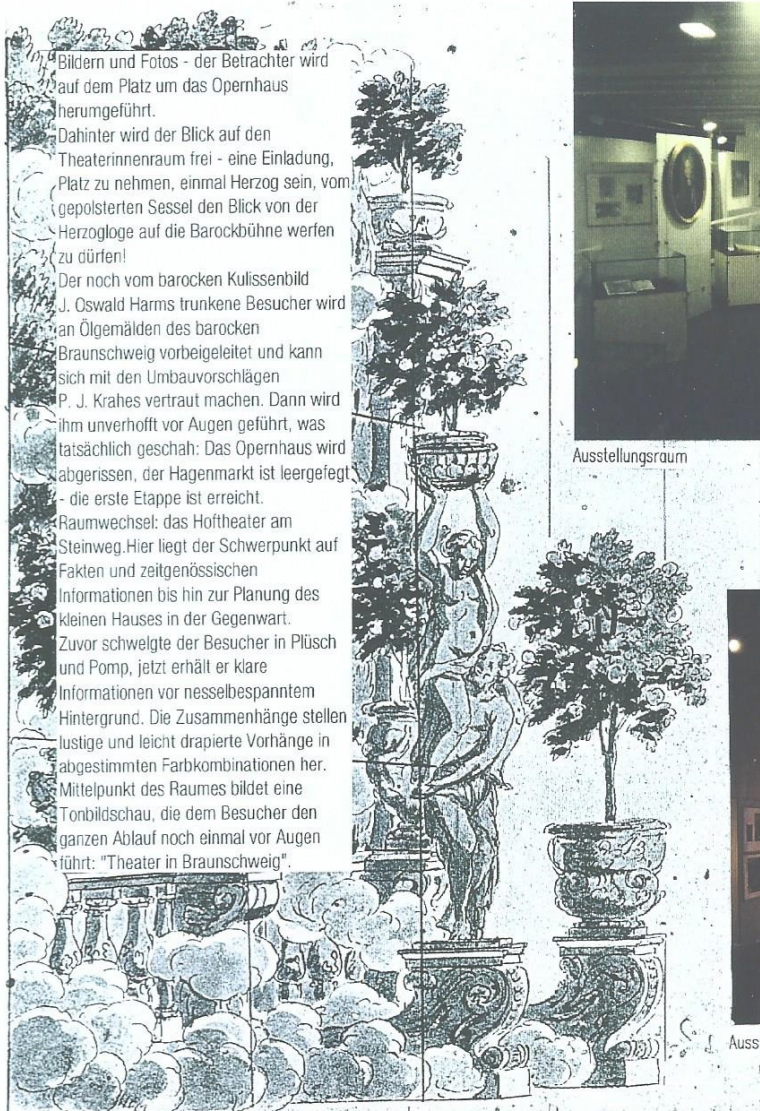 Bildern und Fotos - der Betrachter wird
auf dem Platz um das Opernhaus
herumgeführt.
Dahinter wird der Blick auf den
Theaterinnenraum frei - eine Einladung,
Platz zu nehmen, einmal Herzog sein, vom
gepolsterten Sessel den Blick von der
Herzogloge auf die Barockbühne werfen
zu dürfen!
Der noch vom barocken Kulissenbild
J. Oswald Harms trunkene Besucher wird
an Ölgemälden des barocken
Braunschweig vorbeigeleitet und kann
sich mit den Umbauvorschlägen
P. J. Krahes vertraut machen. Dann wird
ihm unverhofft vor Augen geführt, was
tatsächlich geschah: Das Opernhaus wird
abgerissen, der Hagenmarkt ist leergefegt
- die erste Etappe ist erreicht.
Raumwechsel: das Hoftheater am
Steinweg.Hier liegt der Schwerpunkt auf
Fakten und zeitgenössischen
Informationen bis hin zur Planung des
kleinen Hauses in der Gegenwart.
Zuvor schwelgte der Besucher in Plüsch
und Pomp, jetzt erhält er klare
Informationen vor nesselbespanntem
Hintergrund. Die Zusammenhänge stellen
lustige und leicht drapierte Vorhänge in
abgestimmten Farbkombinationen her.
Mittelpunkt des Raumes bildet eine
Tonbildschau, die dem Besucher den
ganzen Ablauf noch einmal vor Augen
führt: "Theater in Braunschweig".
Ausstellungsraum
Auss